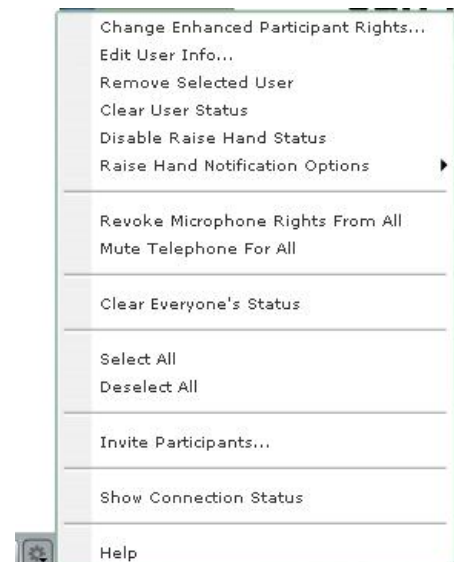 Change Enhanced Participant Rights...
Edit User Info...
Remove Selected User
Clear User Status
Disable Raise Hand Status
Raise Hand Notification Options
Revoke Microphone Rights From All
Mute Telephone For All
Clear Everyone's Status
Select All
Deselect All
Invite Participants...
Show Connection Status
Help